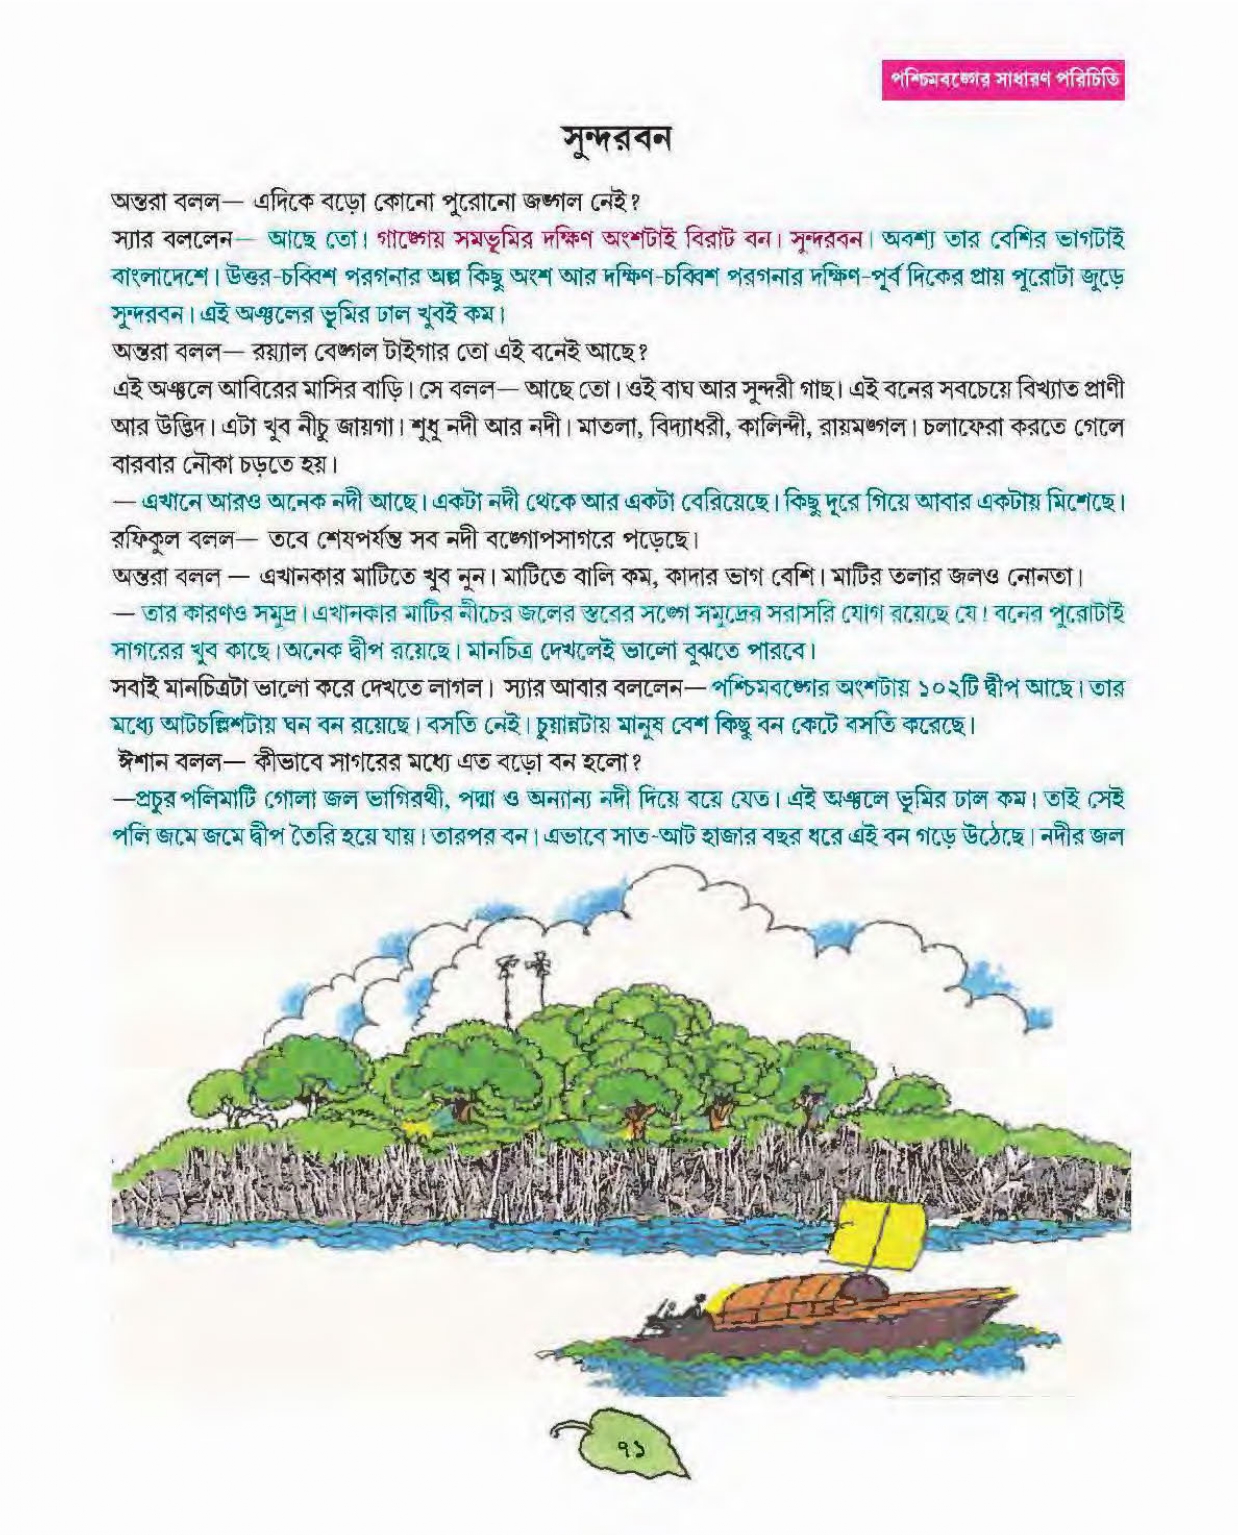 পশ্চিমবঙ্গের সাধারণ পরিচিতি
সুন্দরবন
অন্তরা বলল— এদিকে বড়ো কোনো পুরোনো জঙ্গল নেই?
স্যার বললেন— আছে তো। গাঙ্গেয় সমভূমির দক্ষিণ অংশটাই বিরাট বন। সুন্দরবন। অবশ্য তার বেশির ভাগটাই
বাংলাদেশে। উত্তর-চব্বিশ পরগনার অল্প কিছু অংশ আর দক্ষিণ-চব্বিশ পরগনার দক্ষিণ-পূর্ব দিকের প্রায় পুরোটা জুড়ে
সুন্দরবন। এই অঞ্চলের ভূমির ঢাল খুবই কম।
অন্তরা বলল— রয়্যাল বেঙ্গল টাইগার তো এই বনেই আছে?
এই অঞ্চলে আবিরের মাসির বাড়ি। সে বলল— আছে তো। ওই বাঘ আর সুন্দরী গাছ। এই বনের সবচেয়ে বিখ্যাত প্রাণী
আর উদ্ভিদ। এটা খুব নীচু জায়গা। শুধু নদী আর নদী। মাতলা, বিদ্যাধরী, কালিন্দী, রায়মঙ্গল। চলাফেরা করতে গেলে
বারবার নৌকা চড়তে হয়।
— এখানে আরও অনেক নদী আছে। একটা নদী থেকে আর একটা বেরিয়েছে। কিছু দূরে গিয়ে আবার একটায় মিশেছে।
রফিকুল বলল— তবে শেষপর্যন্ত সব নদী বঙ্গোপসাগরে পড়েছে।
অন্তরা বলল — এখানকার মাটিতে খুব নুন। মাটিতে বালি কম, কাদার ভাগ বেশি। মাটির তলার জলও নোনতা।
— তার কারণও সমুদ্র। এখানকার মাটির নীচের জলের স্তরের সঙ্গে সমুদ্রের সরাসরি যোগ রয়েছে যে! বনের পুরোটাই
সাগরের খুব কাছে। অনেক দ্বীপ রয়েছে। মানচিত্র দেখলেই ভালো বুঝতে পারবে।
সবাই মানচিত্রটা ভালো করে দেখতে লাগল। স্যার আবার বললেন— পশ্চিমবঙ্গের অংশটায় ১০২টি দ্বীপ আছে। তার
মধ্যে আটচল্লিশটায় ঘন বন রয়েছে। বসতি নেই। চুয়ান্নটায় মানুষ বেশ কিছু বন কেটে বসতি করেছে।
ঈশান বলল— কীভাবে সাগরের মধ্যে এত বড়ো বন হলো?
—প্রচুর পলিমাটি গোলা জল ভাগিরথী, পদ্মা ও অন্যান্য নদী দিয়ে বয়ে যেত। এই অঞ্চলে ভূমির ঢাল কম। তাই সেই
পলি জমে জমে দ্বীপ তৈরি হয়ে যায়। তারপর বন। এভাবে সাত-আট হাজার বছর ধরে এই বন গড়ে উঠেছে। নদীর জল
৭১